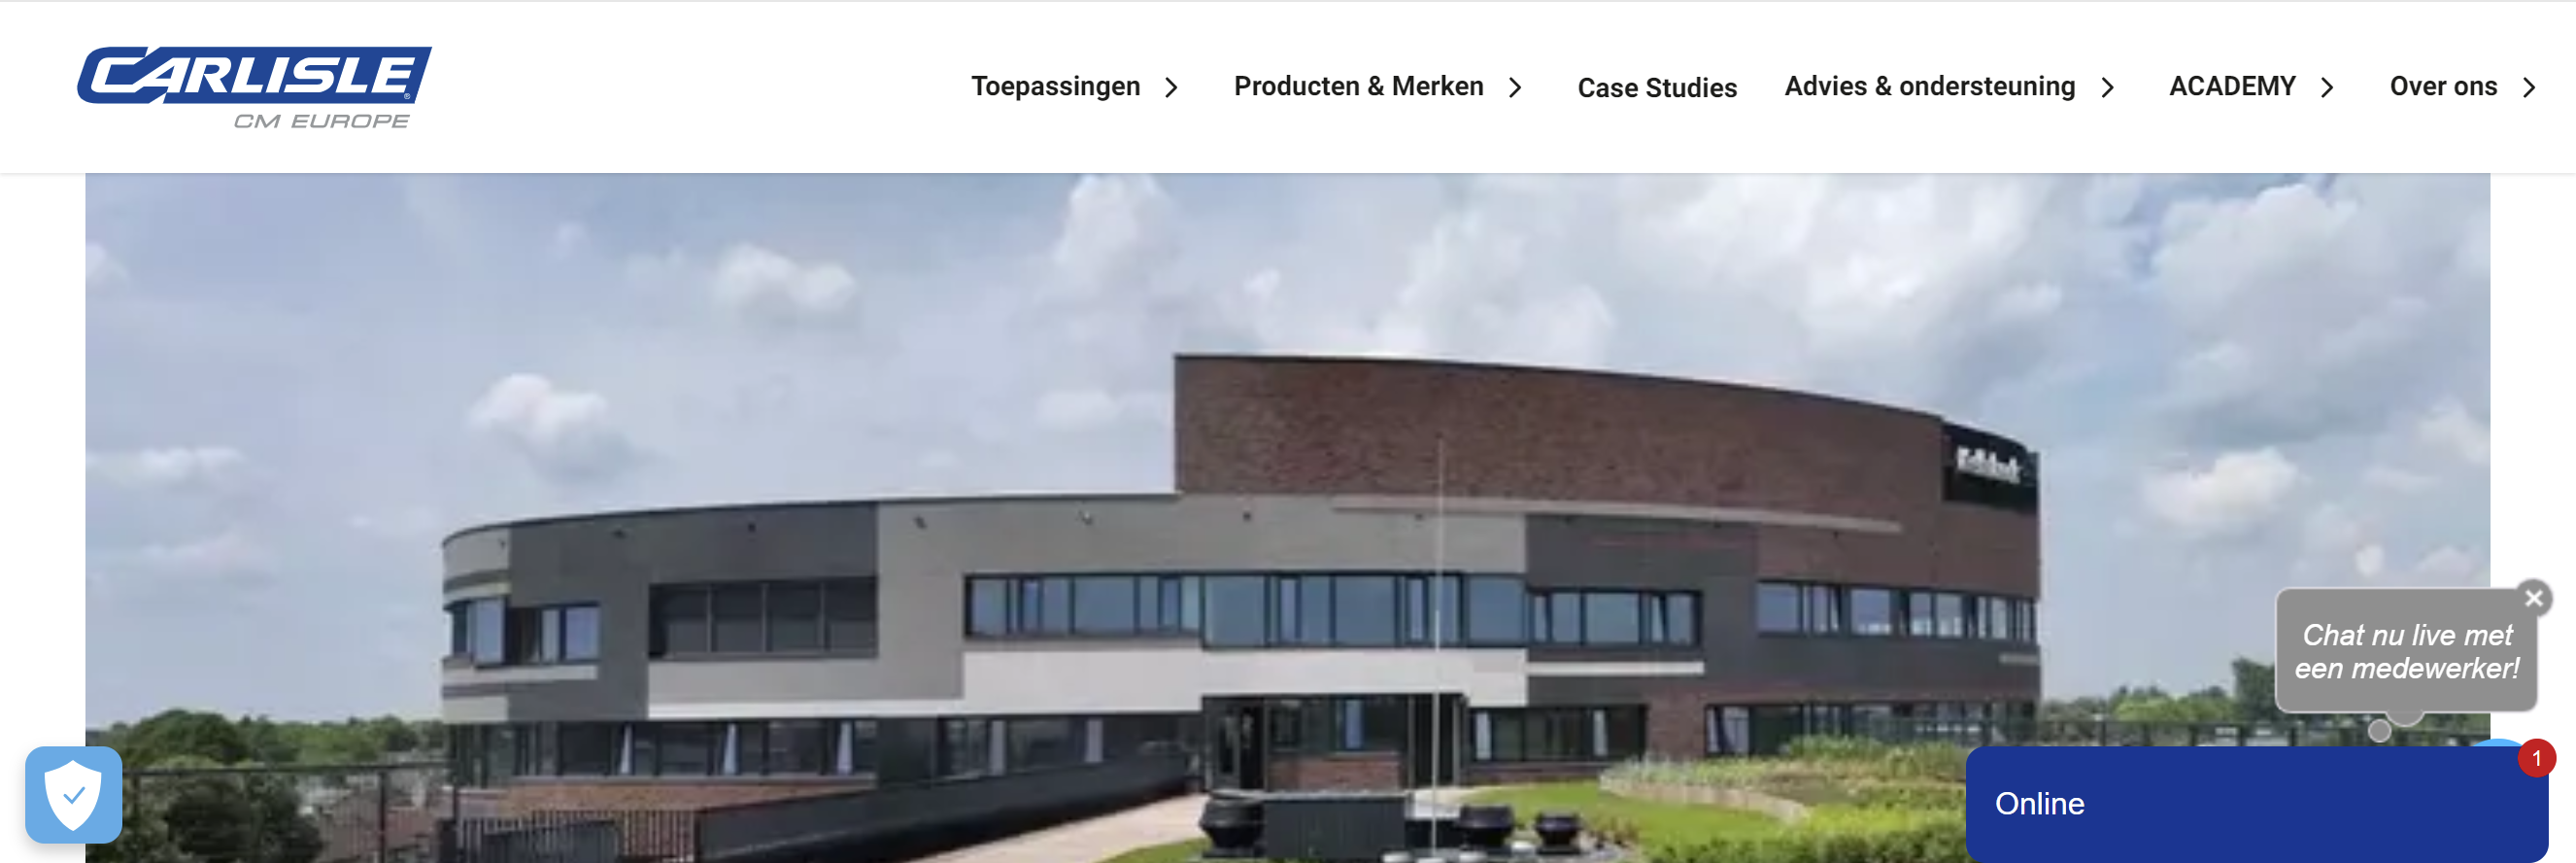 CARLISLE®
CM EUROPE
Toepassingen
Producten & Merken
Case Studies
Advies & ondersteuning
ACADEMY
Over ons
Chat nu live met
een medewerker!
1
Online